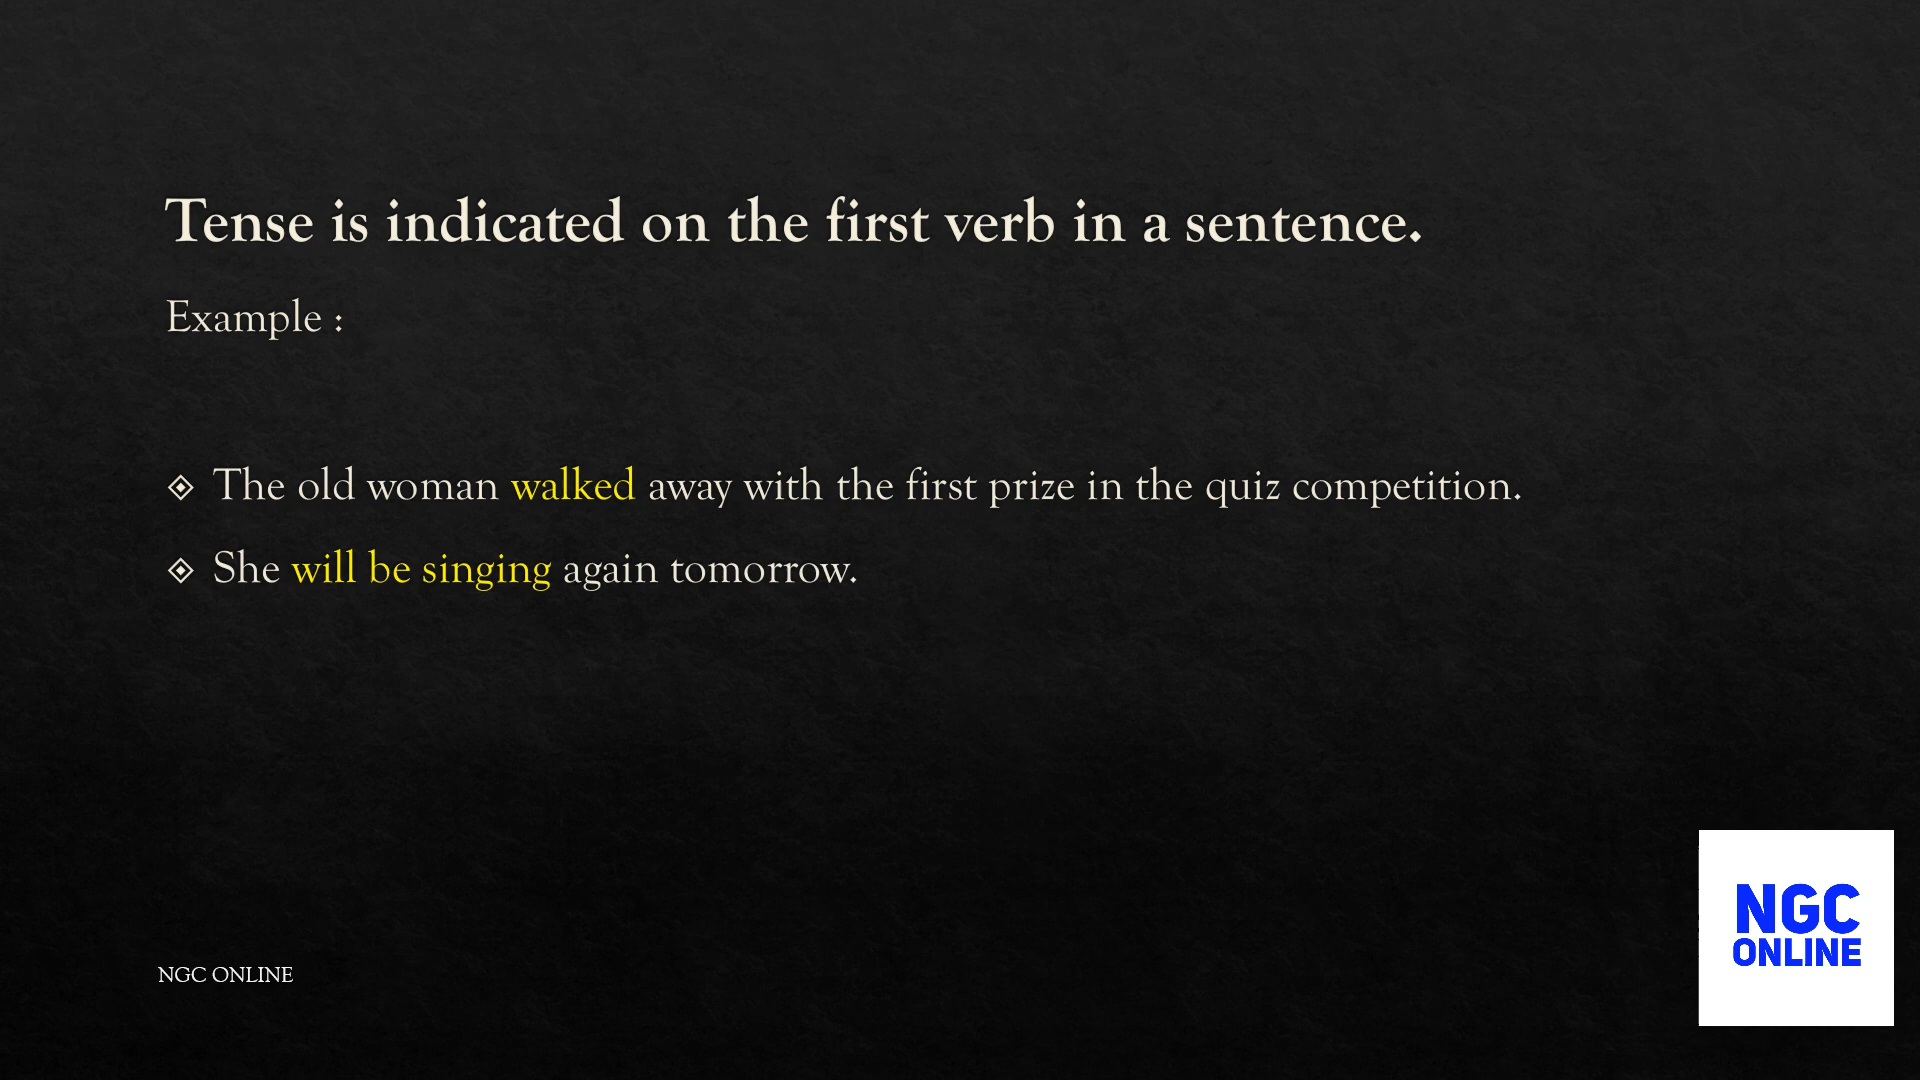 Tense is indicated on the first verb in a sentence.
Example :
The old woman walked away with the first prize in the quiz competition.
She will be singing again tomorrow.
NGC ONLINE
NGC
ONLINE